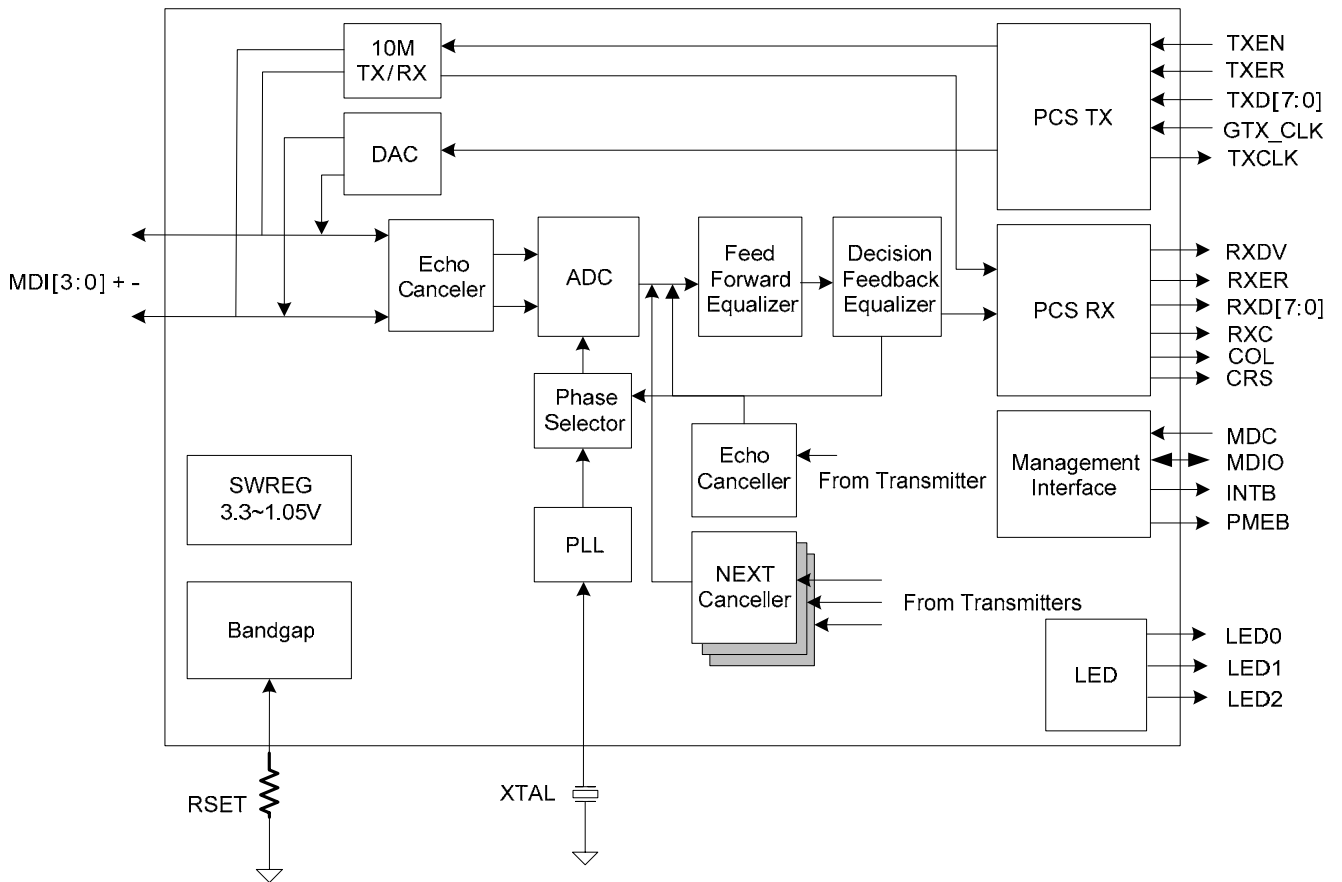 10M
TX/RX
DAC
PCS TX
TXEN
TXER
TXD[7:0]
GTX_CLK
TXCLK
MDI[3:0] + -
Echo
Canceler
ADC
Feed
Forward
Equalizer
Decision
Feedback
Equalizer
PCS RX
RXDV
RXER
RXD[7:0]
RXC
COL
CRS
Phase
Selector
Echo
Canceller
From Transmitter
Management
Interface
MDC
MDIO
INTB
PMEB
SWREG
3.3~1.05V
PLL
NEXT
Canceller
From Transmitters
Bandgap
LED
LED0
LED1
LED2
RSET
XTAL